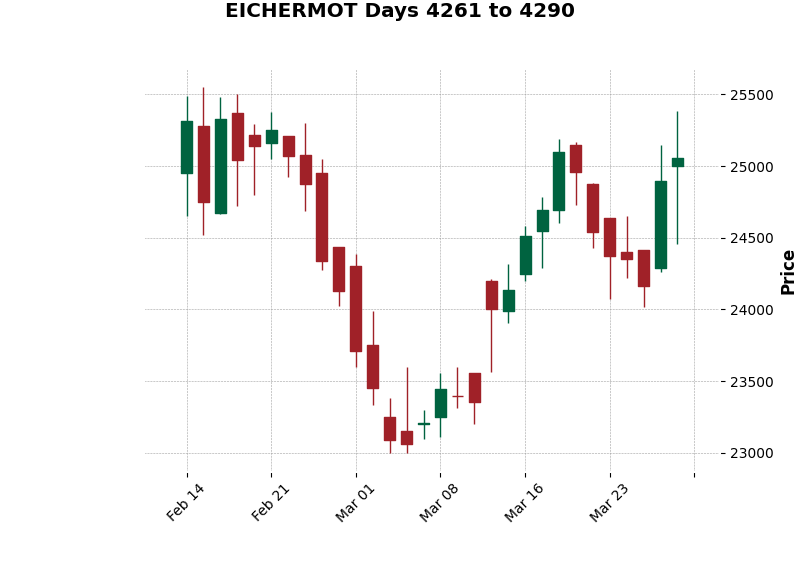 EICHERMOT Days 4261 to 4290
25500
25000
24500
24000
23500
23000
Price
Feb 14
Feb 21
Mar 01
Mar 08
Mar 16
Mar 23